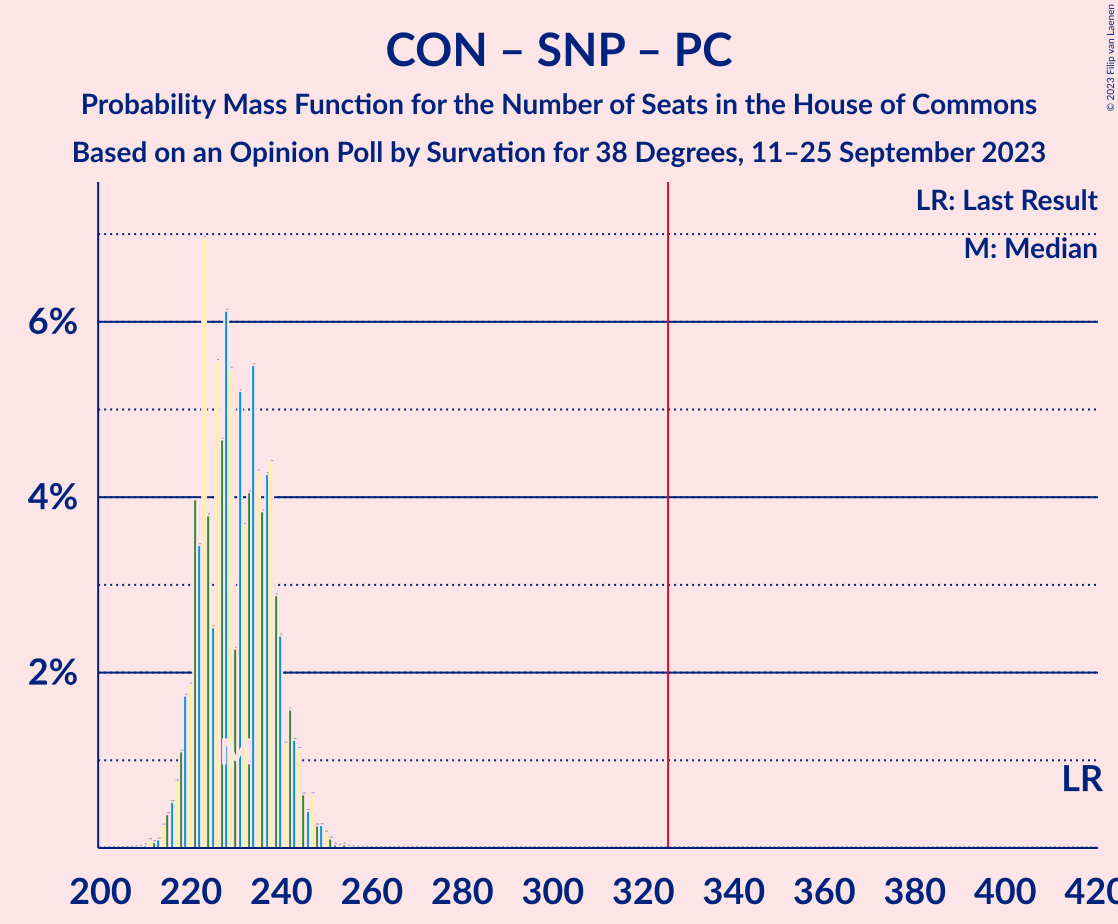 CON – SNP – PC
Probability Mass Function for the Number of Seats in the House of Commons
Based on an Opinion Poll by Survation for 38 Degrees, 11–25 September 2023
© 2023 Filip van Laenen
LR: Last Result
M: Median
6%
4%
2%
M
LR
200 220 240 260 280 300 320 340 360 380 400 420